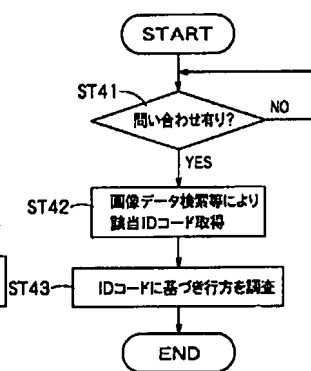 START
ST41
問い合わせ有り?
NO
YES
ST42
画像データ検索等により
該当IDコード取得
ST43
IDコードに基づき行方を調査
END